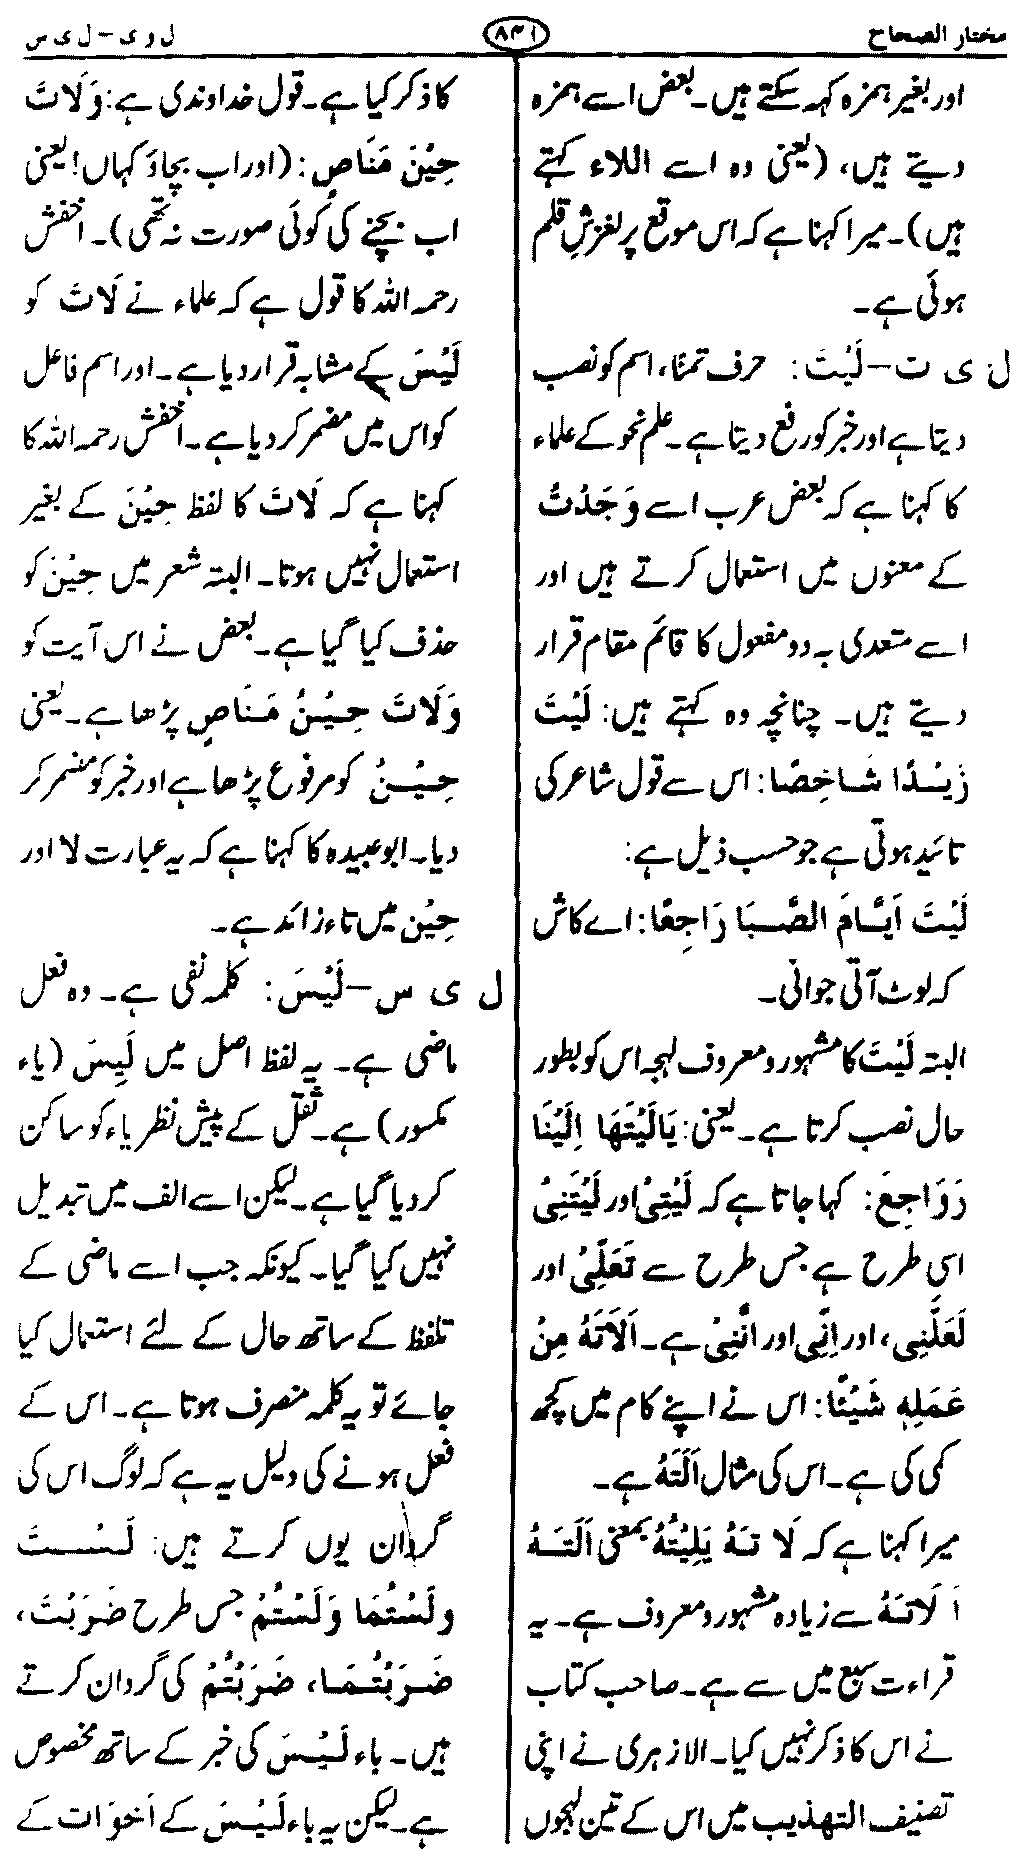 مختار الصحاح
۸۴۱
ل و ی – ل ی س
اور بغیر ہمزہ کہہ سکتے ہیں۔ بعض اسے ہمزہ
دیتے ہیں، (یعنی وہ اسے اللاء کہتے
ہیں)۔ میرا کہنا ہے کہ اس موقع پر لغزشِ قلم
ہوئی ہے۔
ل ی ت – لَیْتَ: حرف تمنّا، اسم کو نصب
دیتا ہے اور خبر کو رفع دیتا ہے۔ علم نحو کے علماء
کا کہنا ہے کہ بعض عرب اسے وَجَدْتُ
کے معنوں میں استعمال کرتے ہیں اور
اسے متعدی بہ دو مفعول کا قائم مقام قرار
دیتے ہیں۔ چنانچہ وہ کہتے ہیں: لَیْتَ
زَیْدًا شَاخِصًا: اس سے قول شاعر کی
تائید ہوتی ہے جو حسب ذیل ہے:
لَیْتَ اَیَّامَ الصِّبَا رَاجِعًا: اے کاش
کہ لوٹ آتی جوانی۔
البتہ لَیْتَ کا مشہور و معروف لہجہ اس کو بطور
حال نصب کرتا ہے۔ یعنی: یَالَیْتَهَا اِلَیْنَا
رَوَاجِعَ: کہا جاتا ہے کہ لَیْتِیْ اور لَیْتَنِیْ
اسی طرح ہے جس طرح سے تَعَلِّیْ اور
لَعَلَّنِی، اور اِنِّی اور انَّنِیْ ہے۔ اَلَاتَهُ مِنْ
عَمَلِهٖ شَیْئًا: اس نے اپنے کام میں کچھ
کمی کی ہے۔ اس کی مثال اَلَتَهُ ہے۔
میرا کہنا ہے کہ لَا تَهُ یَلِیْتُهُ بمعنی اَلَتَهُ
اَلَاتَهُ سے زیادہ مشہور و معروف ہے۔ یہ
قراءت سبع میں سے ہے۔ صاحب کتاب
نے اس کا ذکر نہیں کیا۔ الازہری نے اپنی
تصنیف التہذیب میں اس کے تین لہجوں
کا ذکر کیا ہے۔ قول خداوندی ہے: وَلَاتَ
حِیْنَ مَنَاصٍ: (اور اب بچاؤ کہاں! یعنی
اب بچنے کی کوئی صورت نہ تھی)۔ اخفش
رحمہ اللہ کا قول ہے کہ علماء نے لَاتَ کو
لَیْسَ کے مشابہ قرار دیا ہے۔ اور اسم فاعل
کو اس میں مضمر کر دیا ہے۔ اخفش رحمہ اللہ کا
کہنا ہے کہ لَاتَ کا لفظ حِیْنَ کے بغیر
استعمال نہیں ہوتا۔ البتہ شعر میں حِیْنَ کو
حذف کیا گیا ہے۔ بعض نے اس آیت کو
وَلَاتَ حِیْنُ مَنَاصٍ پڑھا ہے۔ یعنی
حِیْنُ کو مرفوع پڑھا ہے اور خبر کو مضمر کر
دیا۔ ابوعبیدہ کا کہنا ہے کہ یہ عبارت لا اور
حِیْن میں تاء زائد ہے۔
ل ی س – لَیْسَ: کلمہ نفی ہے۔ وہ فعل
ماضی ہے۔ یہ لفظ اصل میں لَیِسَ (یاء
مکسور) ہے۔ ثقل کے پیش نظر یاء کو ساکن
کر دیا گیا ہے۔ لیکن اسے الف میں تبدیل
نہیں کیا گیا۔ کیونکہ جب اسے ماضی کے
تلفظ کے ساتھ حال کے لئے استعمال کیا
جائے تو یہ کلمہ منصرف ہوتا ہے۔ اس کے
فعل ہونے کی دلیل یہ ہے کہ لوگ اس کی
گردان یوں کرتے ہیں: لَسْتَ
ولَسْتُمَا وَلَسْتُمْ جس طرح ضَرَبْتَ،
ضَرَبْتُمَا، ضَرَبْتُمْ کی گردان کرتے
ہیں۔ باء لَیْسَ کی خبر کے ساتھ مخصوص
ہے۔ لیکن یہ باء لَیْسَ کے اَخوَات کے